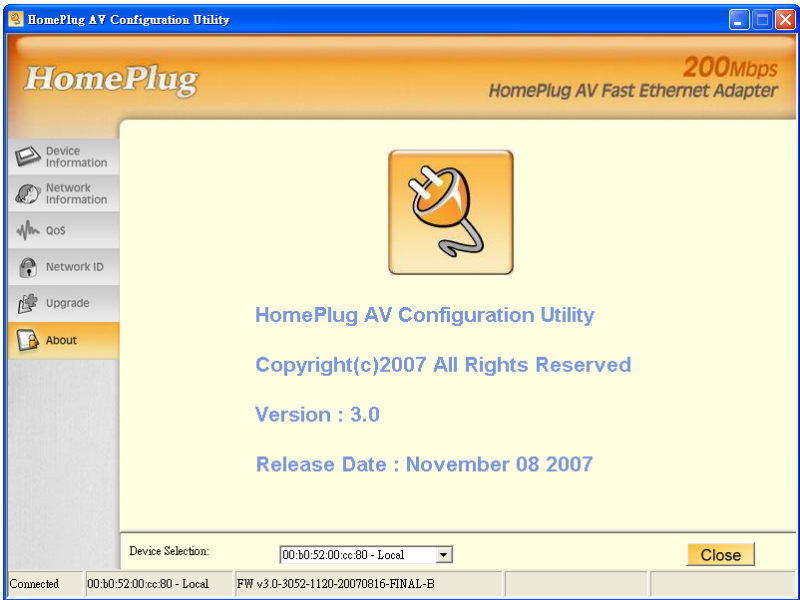 HomePlug AV Configuration Utility
HomePlug
200Mbps
HomePlug AV Fast Ethernet Adapter
Device
Information
Network
Information
QoS
Network ID
Upgrade
About
HomePlug AV Configuration Utility
Copyright(c)2007 All Rights Reserved
Version : 3.0
Release Date : November 08 2007
Device Selection:
00:b0:52:00:cc:80 - Local
Close
Connected
00:b0:52:00:cc:80 - Local
FW v3.0-3052-1120-20070816-FINAL-B